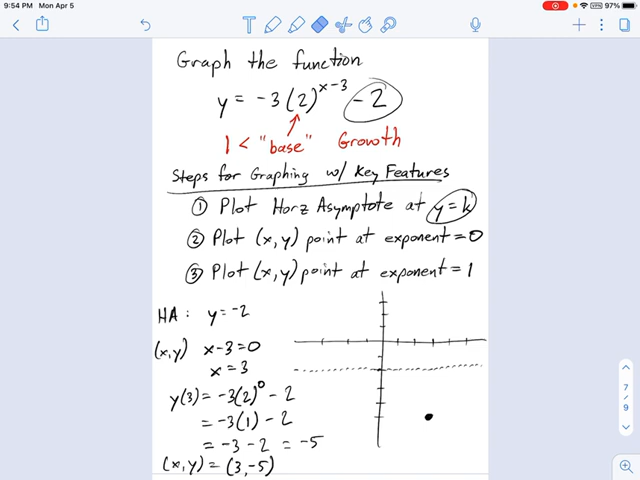 9:54 PM Mon Apr 5
VPN 97%
Graph the function
y = -3(2)^(x-3) -2
1 < "base" Growth
Steps for Graphing w/ Key Features
① Plot Horz Asymptote at y=k
② Plot (x,y) point at exponent = 0
③ Plot (x,y) point at exponent = 1
HA: y = -2
(x,y) x-3=0
x = 3
y(3) = -3(2)^0 - 2
= -3(1) - 2
= -3 - 2 = -5
(x,y) = (3,-5)
7 / 9